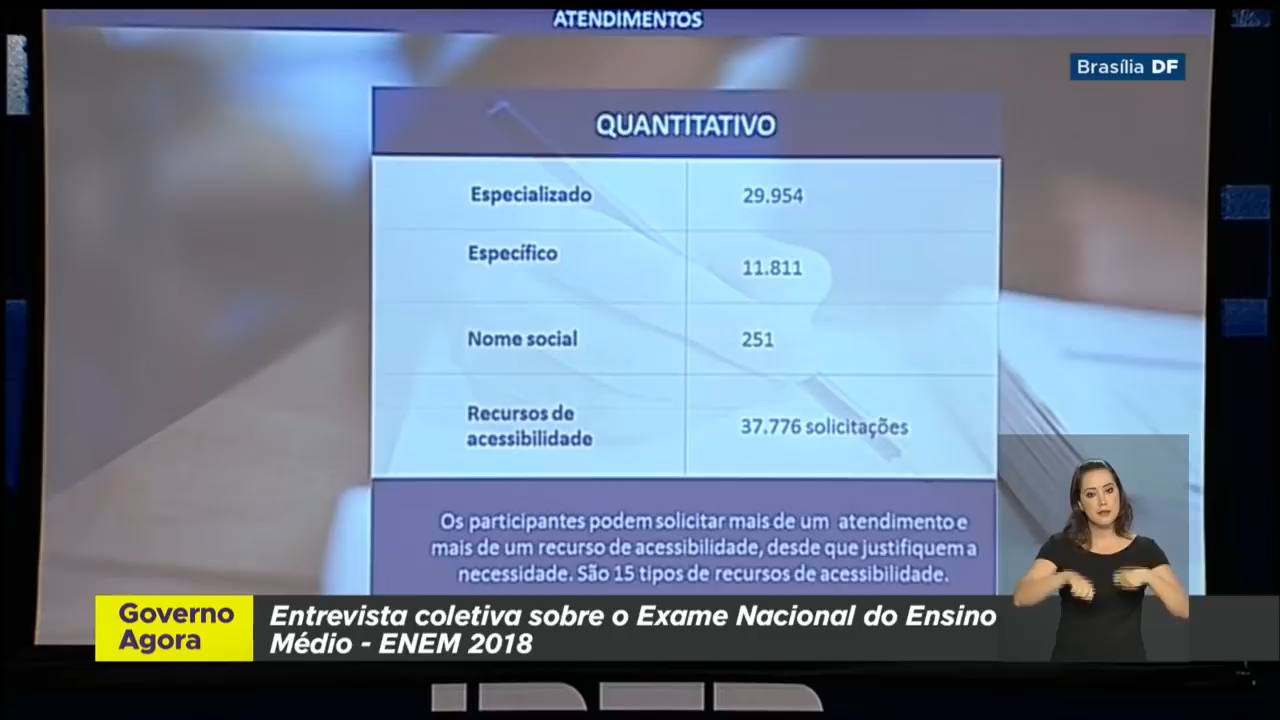 ATENDIMENTOS
Brasília DF
QUANTITATIVO
Especializado 29.954
Específico 11.811
Nome social 251
Recursos de
acessibilidade 37.776 solicitações
Os participantes podem solicitar mais de um atendimento e
mais de um recurso de acessibilidade, desde que justifiquem a
necessidade. São 15 tipos de recursos de acessibilidade.
Governo
Agora
Entrevista coletiva sobre o Exame Nacional do Ensino
Médio - ENEM 2018